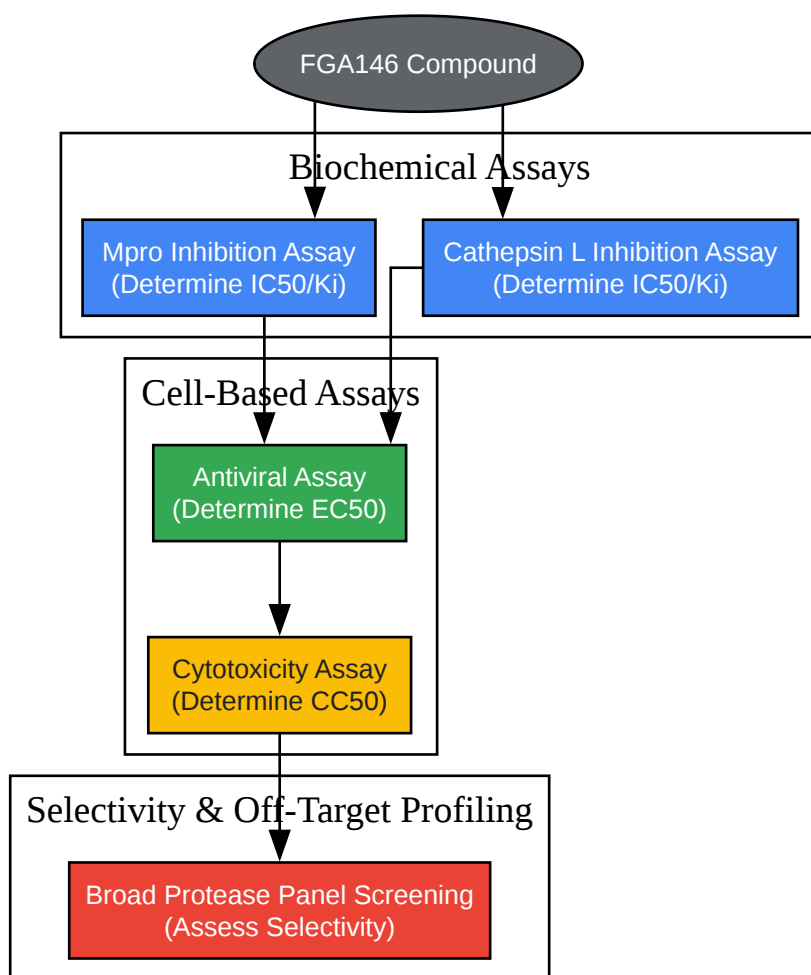 FGA146 Compound
Biochemical Assays
Mpro Inhibition Assay
(Determine IC50/Ki)
Cathepsin L Inhibition Assay
(Determine IC50/Ki)
Cell-Based Assays
Antiviral Assay
(Determine EC50)
Cytotoxicity Assay
(Determine CC50)
Selectivity & Off-Target Profiling
Broad Protease Panel Screening
(Assess Selectivity)